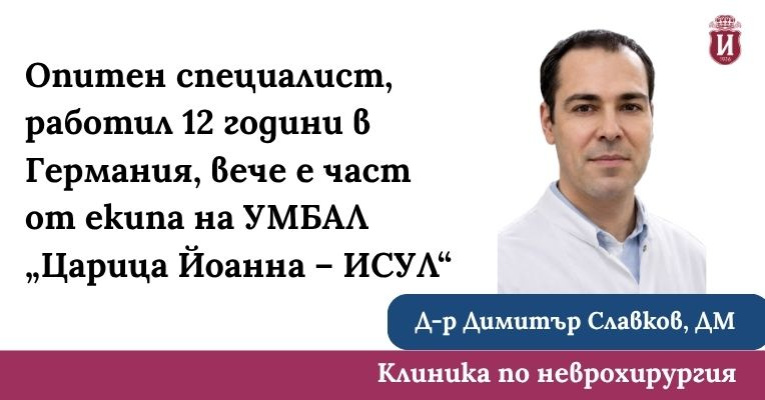 Опитен специалист,
работил 12 години в
Германия, вече е част
от екипа на УМБАЛ
„Царица Йоанна – ИСУЛ“
И
Д-р Димитър Славков, ДМ
Клиника по неврохирургия